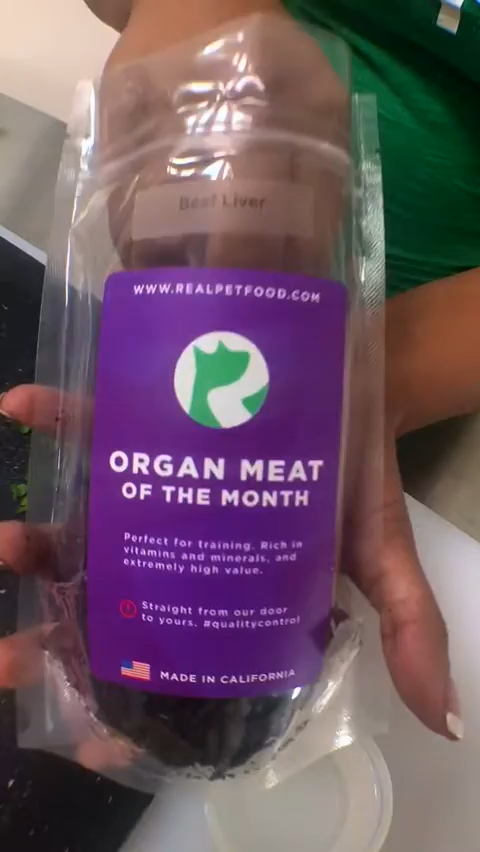 Beef Liver
WWW.REALPETFOOD.COM
ORGAN MEAT
OF THE MONTH
Perfect for training. Rich in
vitamins and minerals, and
extremely high value.
Straight from our door
to yours. #qualitycontrol
MADE IN CALIFORNIA